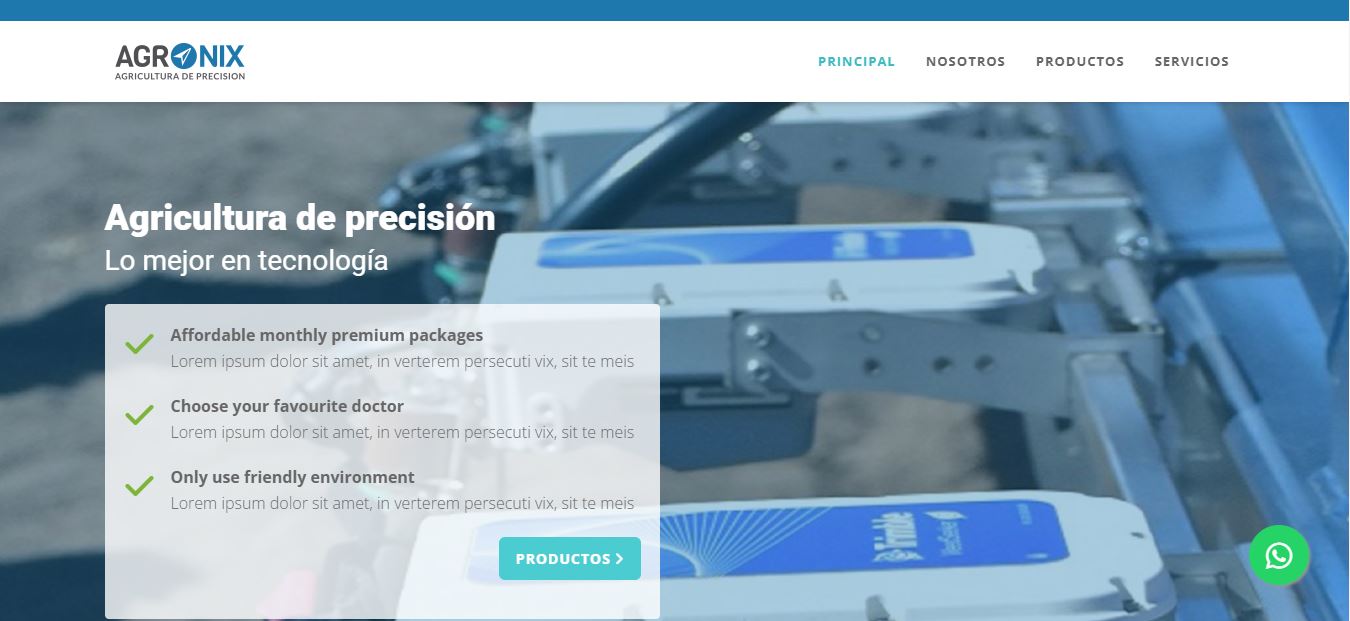 AGRONIX
AGRICULTURA DE PRECISION
PRINCIPAL NOSOTROS PRODUCTOS SERVICIOS
Agricultura de precisión
Lo mejor en tecnología
Affordable monthly premium packages
Lorem ipsum dolor sit amet, in verterem persecuti vix, sit te meis
Choose your favourite doctor
Lorem ipsum dolor sit amet, in verterem persecuti vix, sit te meis
Only use friendly environment
Lorem ipsum dolor sit amet, in verterem persecuti vix, sit te meis
PRODUCTOS
Trimble